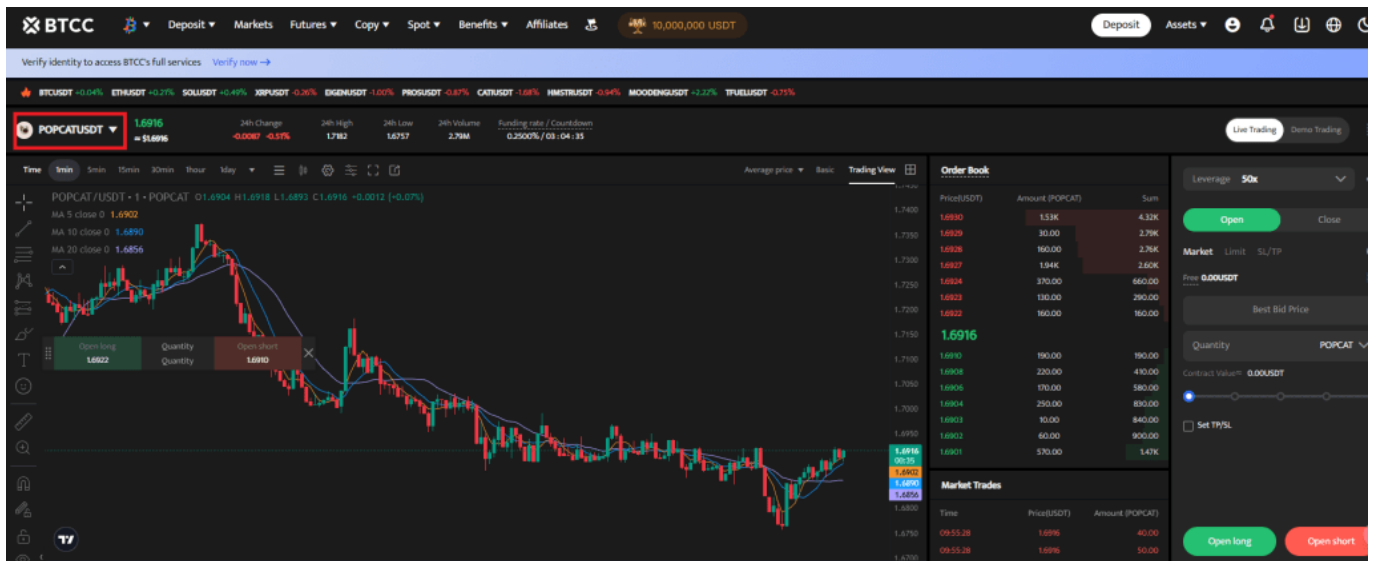 BTCC Deposit Markets Futures Copy Spot Benefits Affiliates 10,000,000 USDT Deposit Assets
Verify identity to access BTCC's full services Verify now →
BTCUSDT +0.04% ETHUSDT +0.21% SOLUSDT +0.49% XRPUSDT -0.26% EIGENUSDT -1.00% PROSUSDT -0.87% CATIUSDT -1.68% HMSTRUSDT -0.94% MOODENGUSDT +2.22% TFUELUSDT -0.75%
POPCATUSDT
1.6916
≈ $1.6916
24h Change
-0.0087 -0.51%
24h High
1.7182
24h Low
1.6757
24h Volume
2.79M
Funding rate / Countdown
0.2500% / 03 : 04 : 35
Live Trading Demo Trading
Time 1min 5min 15min 30min 1hour 1day
Average price Basic Trading View
POPCAT/USDT • 1 • POPCAT O1.6904 H1.6918 L1.6893 C1.6916 +0.0012 (+0.07%)
MA 5 close 0 1.6902
MA 10 close 0 1.6890
MA 20 close 0 1.6856
Open long
1.6922
Quantity
Quantity
Open short
1.6910
1.7400
1.7350
1.7300
1.7250
1.7200
1.7150
1.7100
1.7050
1.7000
1.6950
1.6916
00:35
1.6902
1.6890
1.6856
1.6800
1.6750
1.6700
Order Book
Price(USDT) Amount (POPCAT) Sum
1.6930 1.53K 4.32K
1.6929 30.00 2.79K
1.6928 160.00 2.76K
1.6927 1.94K 2.60K
1.6924 370.00 660.00
1.6923 130.00 290.00
1.6922 160.00 160.00
1.6916
1.6910 190.00 190.00
1.6908 220.00 410.00
1.6906 170.00 580.00
1.6904 250.00 830.00
1.6903 10.00 840.00
1.6902 60.00 900.00
1.6901 570.00 1.47K
Market Trades
Time Price(USDT) Amount (POPCAT)
09:55:28 1.6916 40.00
09:55:28 1.6916 50.00
Leverage 50x
Open Close
Market Limit SL/TP
Free 0.00USDT
Best Bid Price
Quantity POPCAT
Contract Value≈ 0.00USDT
Set TP/SL
Open long Open short